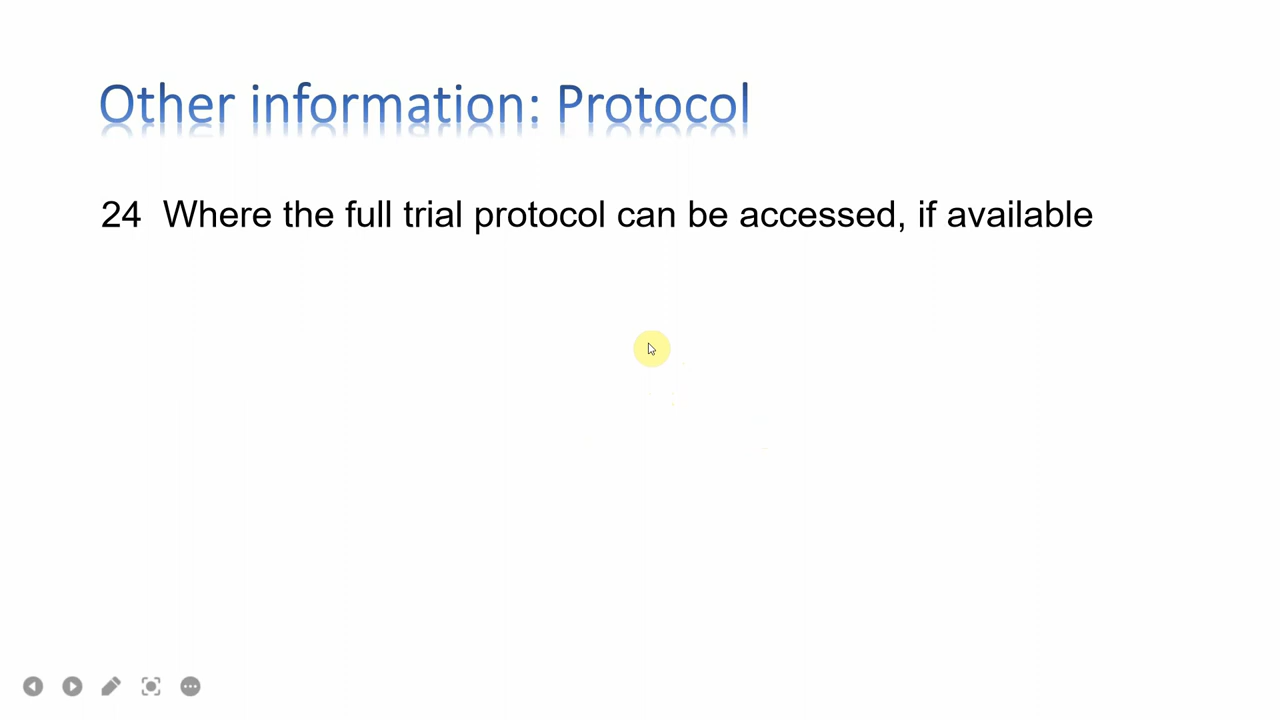 Other information: Protocol
24 Where the full trial protocol can be accessed, if available